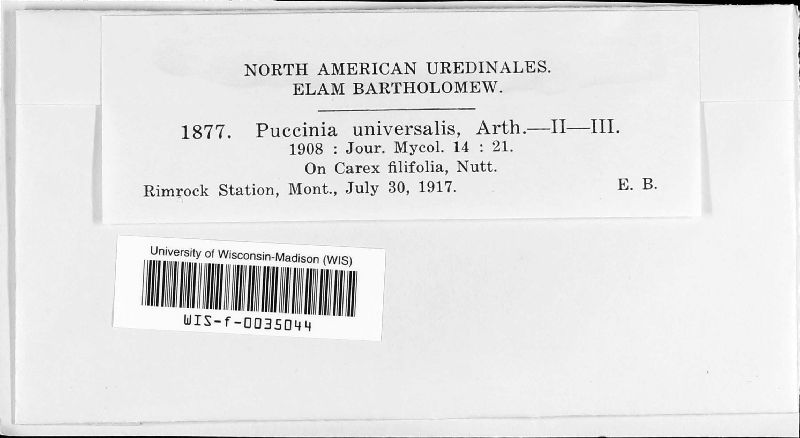 NORTH AMERICAN UREDINALES.
ELAM BARTHOLOMEW.
1877. Puccinia universalis, Arth.—II—III.
1908 : Jour. Mycol. 14 : 21.
On Carex filifolia, Nutt.
Rimrock Station, Mont., July 30, 1917. E. B.
University of Wisconsin-Madison (WIS)
WIS-f-0035044